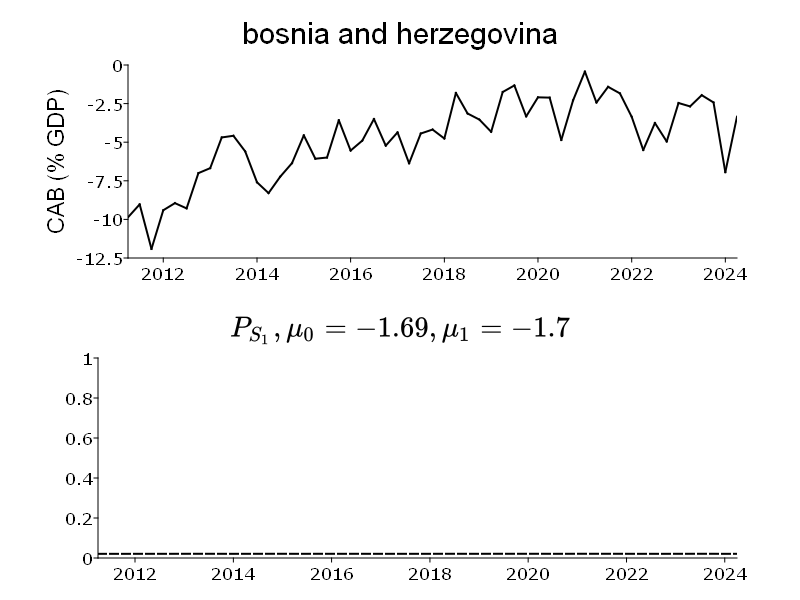 bosnia and herzegovina
CAB (% GDP)
0
-2.5
-5
-7.5
-10
-12.5
2012 2014 2016 2018 2020 2022 2024
P_{S_1}, μ_0 = −1.69, μ_1 = −1.7
1
0.8
0.6
0.4
0.2
0
2012 2014 2016 2018 2020 2022 2024